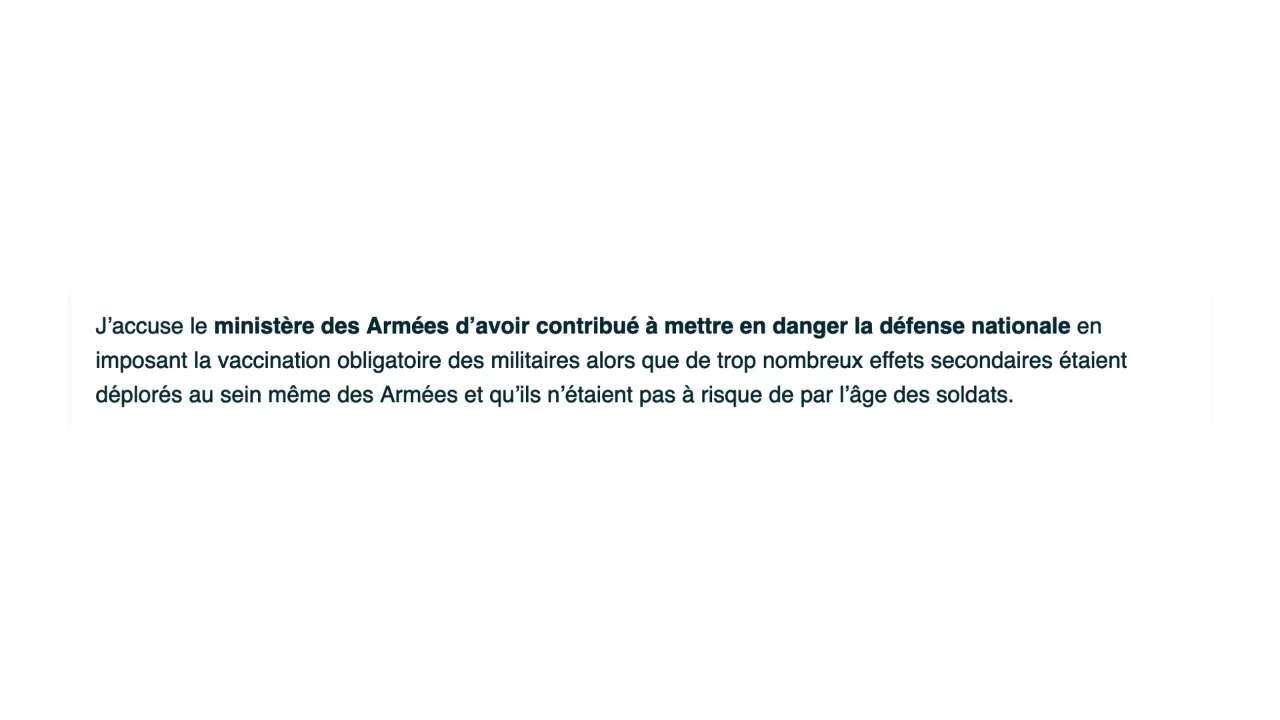 J’accuse le ministère des Armées d’avoir contribué à mettre en danger la défense nationale en
imposant la vaccination obligatoire des militaires alors que de trop nombreux effets secondaires étaient
déplorés au sein même des Armées et qu’ils n’étaient pas à risque de par l’âge des soldats.